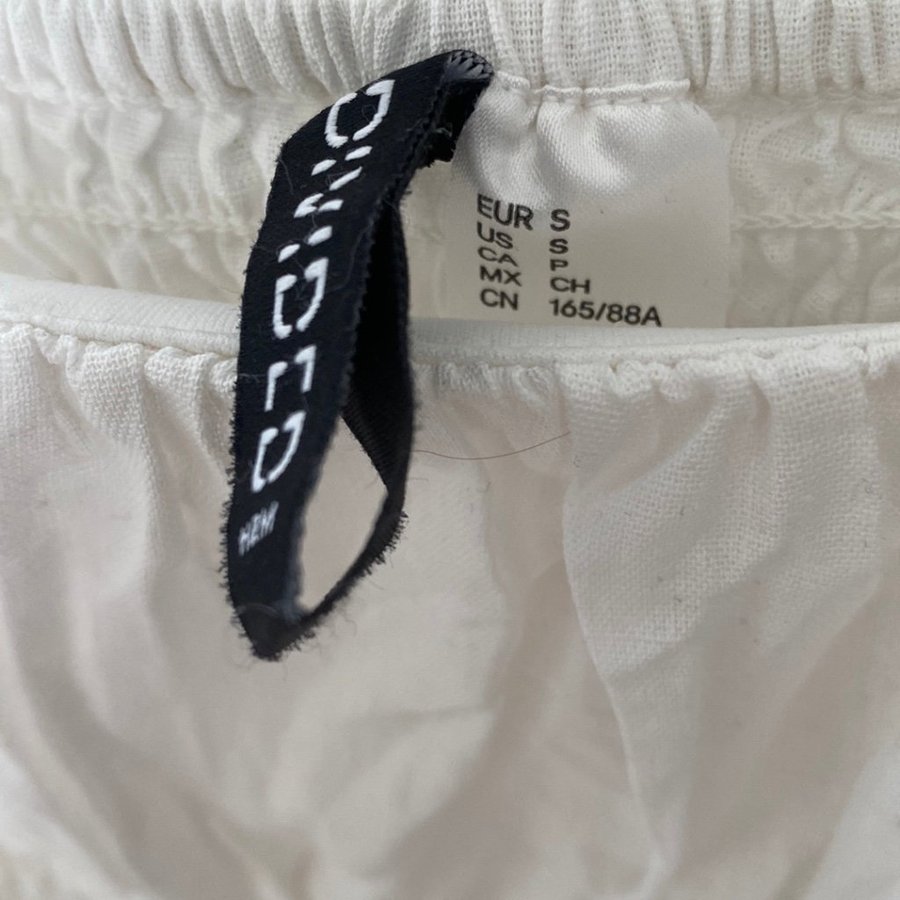 DIVIDED
H&M
EUR S
US S
CA P
MX CH
CN 165/88A